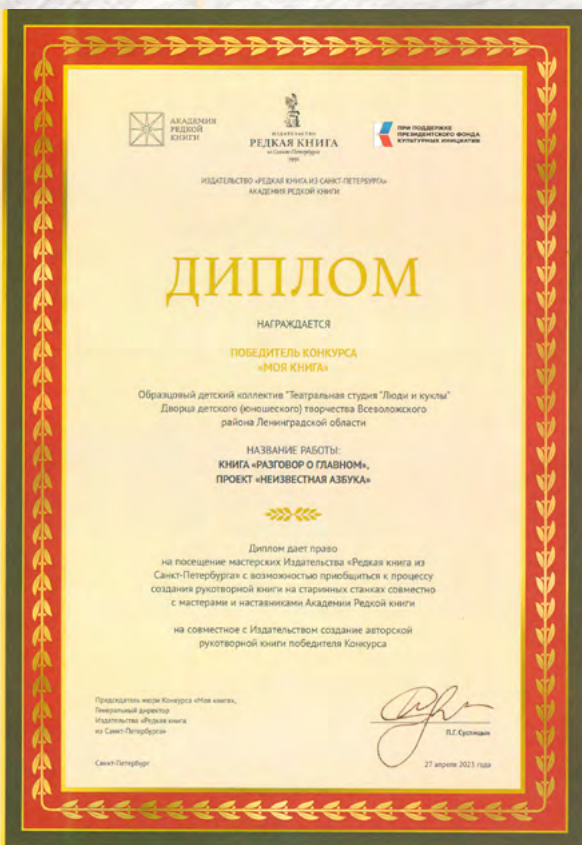 АКАДЕМИЯ
РЕДКОЙ
КНИГИ
ИЗДАТЕЛЬСТВО
РЕДКАЯ КНИГА
из Санкт-Петербурга
ПРИ ПОДДЕРЖКЕ
ПРЕЗИДЕНТСКОГО ФОНДА
КУЛЬТУРНЫХ ИНИЦИАТИВ
ИЗДАТЕЛЬСТВО «РЕДКАЯ КНИГА ИЗ САНКТ-ПЕТЕРБУРГА»
АКАДЕМИЯ РЕДКОЙ КНИГИ
ДИПЛОМ
НАГРАЖДАЕТСЯ
ПОБЕДИТЕЛЬ КОНКУРСА
«МОЯ КНИГА»
Образцовый детский коллектив "Театральная студия "Люди и куклы"
Дворца детского (юношеского) творчества Всеволожского
района Ленинградской области
НАЗВАНИЕ РАБОТЫ:
КНИГА «РАЗГОВОР О ГЛАВНОМ»,
ПРОЕКТ «НЕИЗВЕСТНАЯ АЗБУКА»
Диплом дает право
на посещение мастерских Издательства «Редкая книга из
Санкт-Петербурга» с возможностью приобщиться к процессу
создания рукотворной книги на старинных станках совместно
с мастерами и наставниками Академии Редкой книги
на совместное с Издательством создание авторской
рукотворной книги победителя Конкурса
Председатель жюри Конкурса «Моя книга»,
Генеральный директор
Издательства «Редкая книга
из Санкт-Петербурга»
П.Г. Суспицын
Санкт-Петербург
27 апреля 2023 года